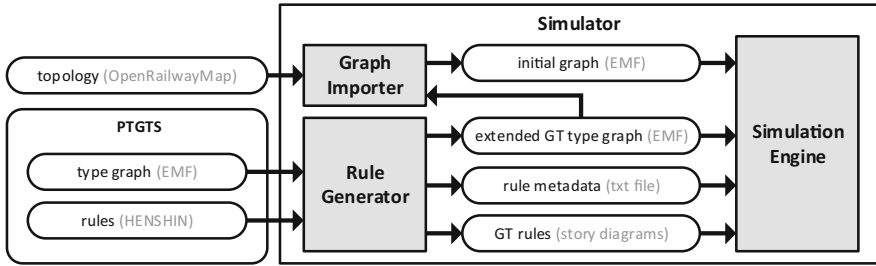 Simulator
topology (OpenRailwayMap)
Graph
Importer
initial graph (EMF)
PTGTS
type graph (EMF)
rules (HENSHIN)
Rule
Generator
extended GT type graph (EMF)
rule metadata (txt file)
GT rules (story diagrams)
Simulation
Engine